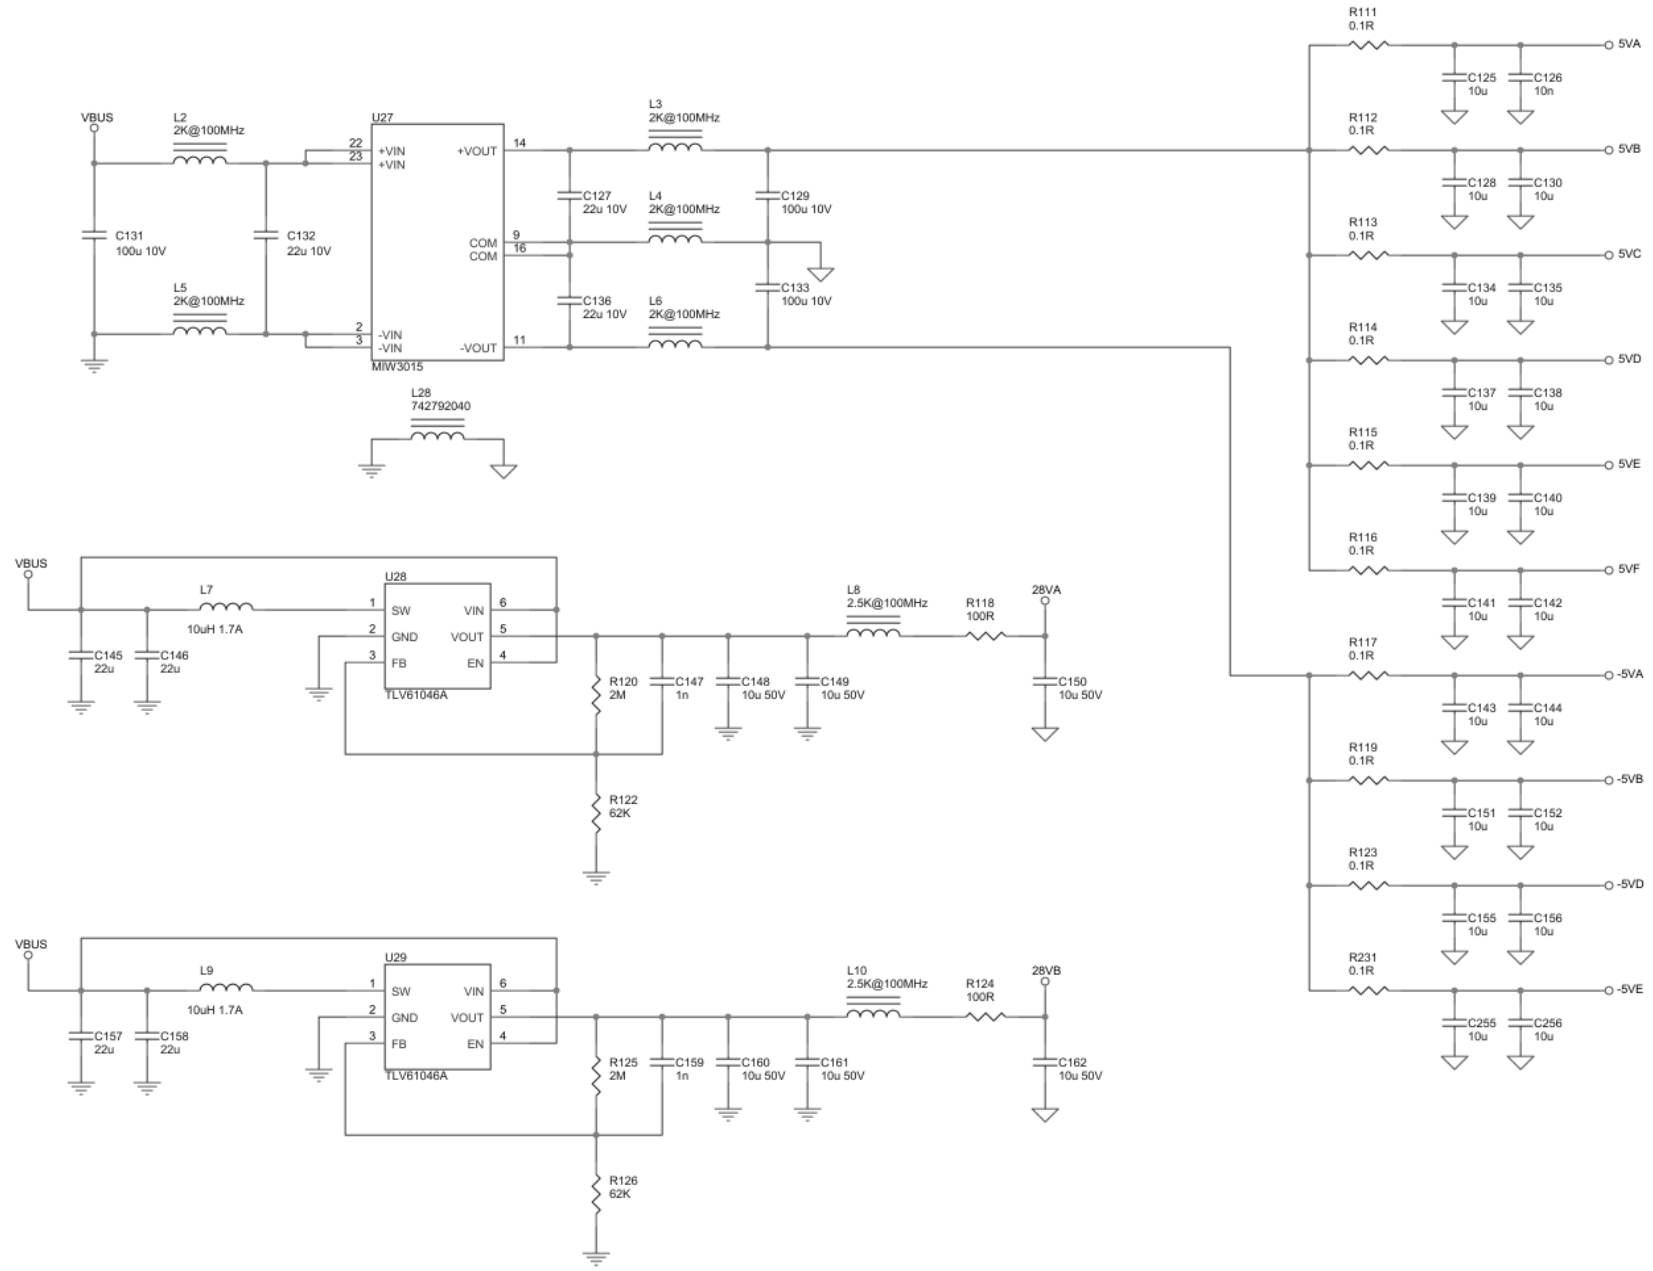 R111
0.1R
5VA
C125
10u
C126
10n
VBUS
L2
2K@100MHz
U27
L3
2K@100MHz
R112
0.1R
22
+VIN
+VOUT
14
23
+VIN
5VB
C128
10u
C130
10u
C127
22u 10V
L4
2K@100MHz
C129
100u 10V
R113
0.1R
C131
100u 10V
C132
22u 10V
COM
9
COM
16
5VC
C134
10u
C135
10u
L5
2K@100MHz
C136
22u 10V
L6
2K@100MHz
C133
100u 10V
R114
0.1R
2
-VIN
3
-VIN
-VOUT
11
MIW3015
5VD
C137
10u
C138
10u
L28
742792040
R115
0.1R
5VE
C139
10u
C140
10u
R116
0.1R
5VF
C141
10u
C142
10u
VBUS
L7
10uH 1.7A
U28
1
SW
VIN
6
2
GND
VOUT
5
3
FB
EN
4
TLV61046A
L8
2.5K@100MHz
R118
100R
28VA
C145
22u
C146
22u
R120
2M
C147
1n
C148
10u 50V
C149
10u 50V
C150
10u 50V
R122
62K
R117
0.1R
-5VA
C143
10u
C144
10u
R119
0.1R
-5VB
C151
10u
C152
10u
R123
0.1R
-5VD
C155
10u
C156
10u
R231
0.1R
-5VE
C255
10u
C256
10u
VBUS
L9
10uH 1.7A
U29
1
SW
VIN
6
2
GND
VOUT
5
3
FB
EN
4
TLV61046A
L10
2.5K@100MHz
R124
100R
28VB
C157
22u
C158
22u
R125
2M
C159
1n
C160
10u 50V
C161
10u 50V
C162
10u 50V
R126
62K